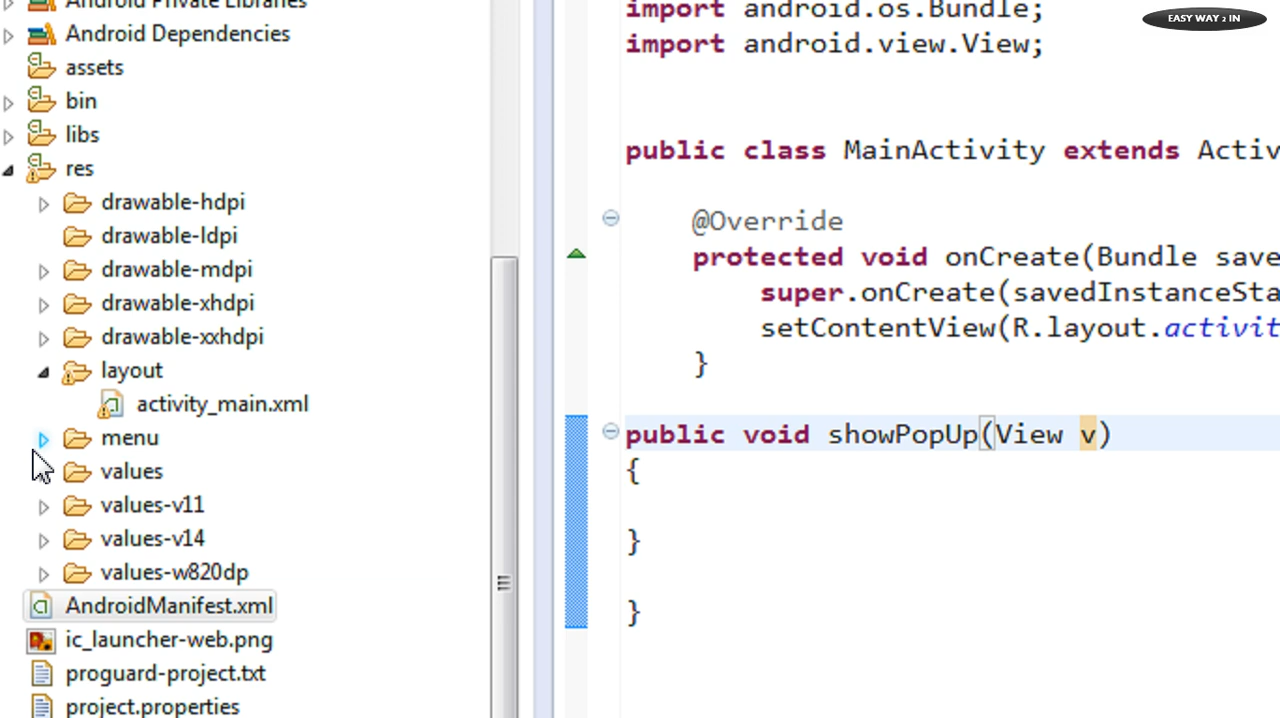 Android Private Libraries
Android Dependencies
assets
bin
libs
res
drawable-hdpi
drawable-ldpi
drawable-mdpi
drawable-xhdpi
drawable-xxhdpi
layout
activity_main.xml
menu
values
values-v11
values-v14
values-w820dp
AndroidManifest.xml
ic_launcher-web.png
proguard-project.txt
project.properties
import android.os.Bundle;
import android.view.View;
public class MainActivity extends Activ
@Override
protected void onCreate(Bundle save
super.onCreate(savedInstanceSta
setContentView(R.layout.activit
}
public void showPopUp(View v)
{
}
}
EASY WAY 2 IN